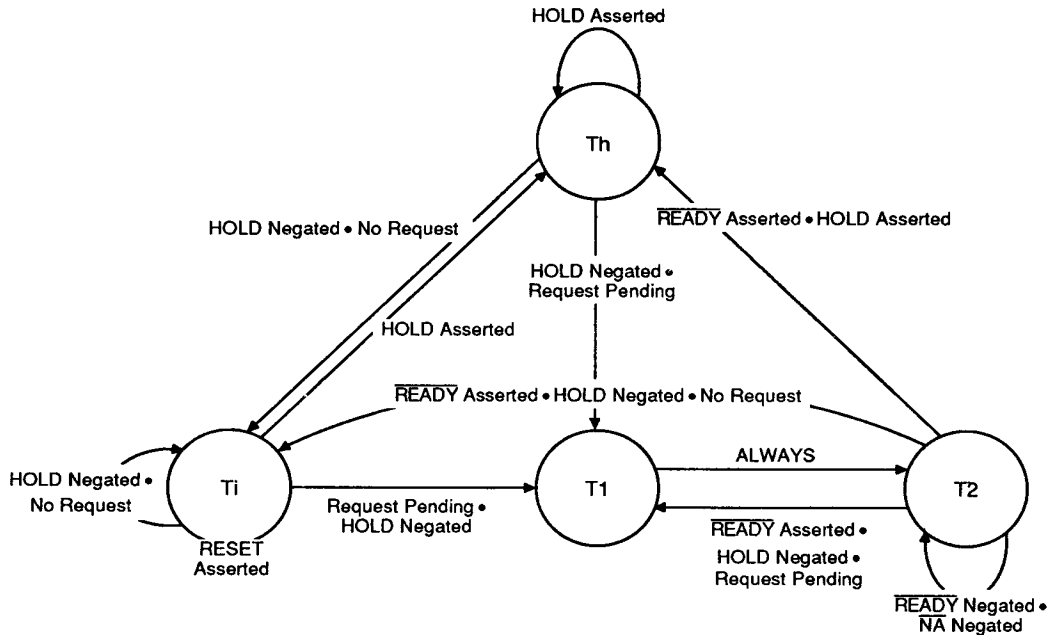 HOLD Asserted
Th
HOLD Negated • No Request
READY Asserted • HOLD Asserted
HOLD Negated •
Request Pending
HOLD Asserted
READY Asserted • HOLD Negated • No Request
HOLD Negated •
No Request
Ti
RESET
Asserted
Request Pending •
HOLD Negated
T1
ALWAYS
T2
READY Asserted •
HOLD Negated •
Request Pending
READY Negated •
NA Negated